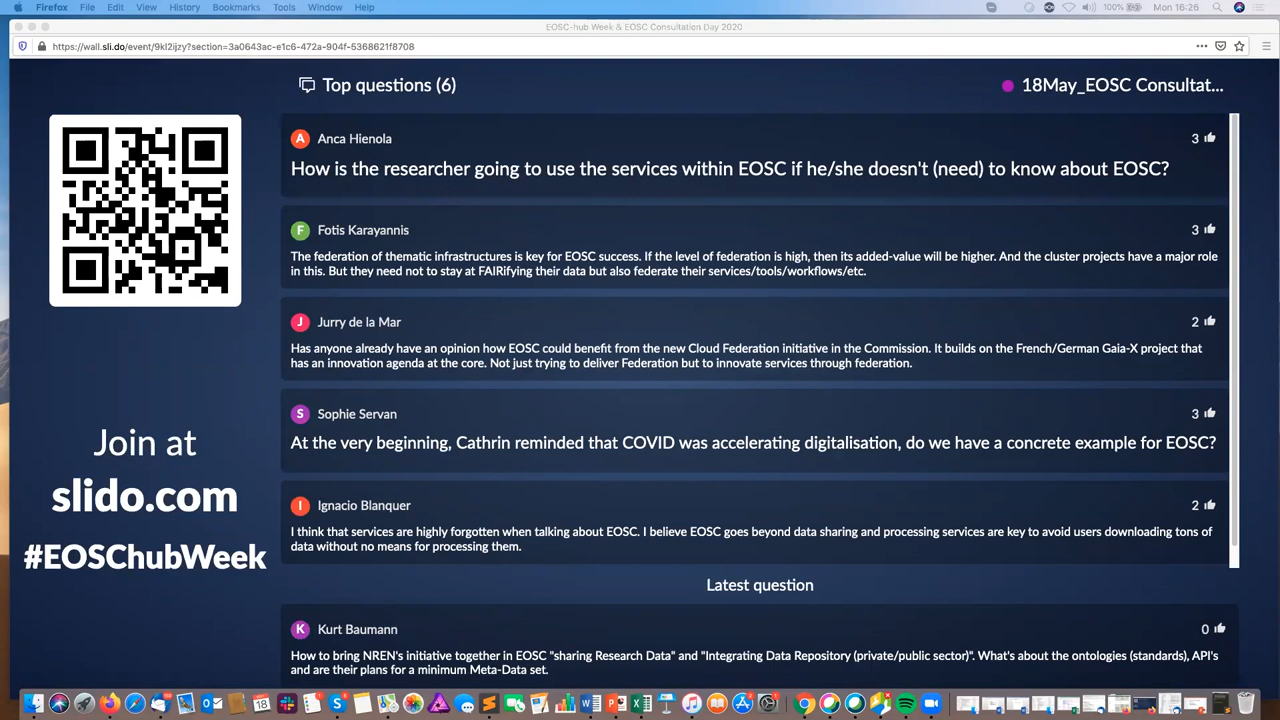 Firefox File Edit View History Bookmarks Tools Window Help 100% Mon 16:26
EOSC-hub Week & EOSC Consultation Day 2020
https://wall.sli.do/event/9kl2ijzy?section=3a0643ac-e1c6-472a-904f-5368621f8708
Top questions (6)
18May_EOSC Consultat...
A Anca Hienola 3
How is the researcher going to use the services within EOSC if he/she doesn't (need) to know about EOSC?
F Fotis Karayannis 3
The federation of thematic infrastructures is key for EOSC success. If the level of federation is high, then its added-value will be higher. And the cluster projects have a major role
in this. But they need not to stay at FAIRifying their data but also federate their services/tools/workflows/etc.
J Jurry de la Mar 2
Has anyone already have an opinion how EOSC could benefit from the new Cloud Federation initiative in the Commission. It builds on the French/German Gaia-X project that
has an innovation agenda at the core. Not just trying to deliver Federation but to innovate services through federation.
S Sophie Servan 3
At the very beginning, Cathrin reminded that COVID was accelerating digitalisation, do we have a concrete example for EOSC?
I Ignacio Blanquer 2
I think that services are highly forgotten when talking about EOSC. I believe EOSC goes beyond data sharing and processing services are key to avoid users downloading tons of
data without no means for processing them.
Join at
slido.com
#EOSChubWeek
Latest question
K Kurt Baumann 0
How to bring NREN's initiative together in EOSC "sharing Research Data" and "Integrating Data Repository (private/public sector)". What's about the ontologies (standards), API's
and are their plans for a minimum Meta-Data set.
18